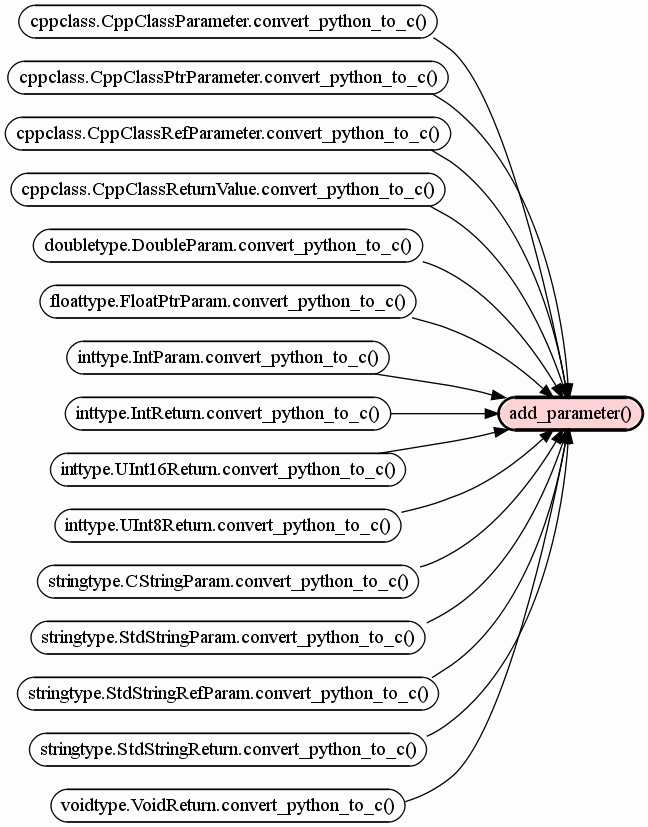 cppclass.CppClassParameter.convert_python_to_c()
cppclass.CppClassPtrParameter.convert_python_to_c()
cppclass.CppClassRefParameter.convert_python_to_c()
cppclass.CppClassReturnValue.convert_python_to_c()
doubletype.DoubleParam.convert_python_to_c()
floattype.FloatPtrParam.convert_python_to_c()
inttype.IntParam.convert_python_to_c()
inttype.IntReturn.convert_python_to_c()
add_parameter()
inttype.UInt16Return.convert_python_to_c()
inttype.UInt8Return.convert_python_to_c()
stringtype.CStringParam.convert_python_to_c()
stringtype.StdStringParam.convert_python_to_c()
stringtype.StdStringRefParam.convert_python_to_c()
stringtype.StdStringReturn.convert_python_to_c()
voidtype.VoidReturn.convert_python_to_c()